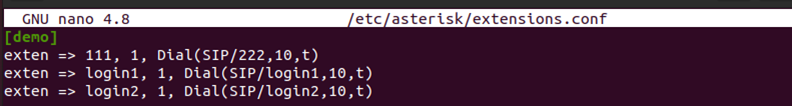 GNU nano 4.8 /etc/asterisk/extensions.conf
[demo]
exten => 111, 1, Dial(SIP/222,10,t)
exten => login1, 1, Dial(SIP/login1,10,t)
exten => login2, 1, Dial(SIP/login2,10,t)